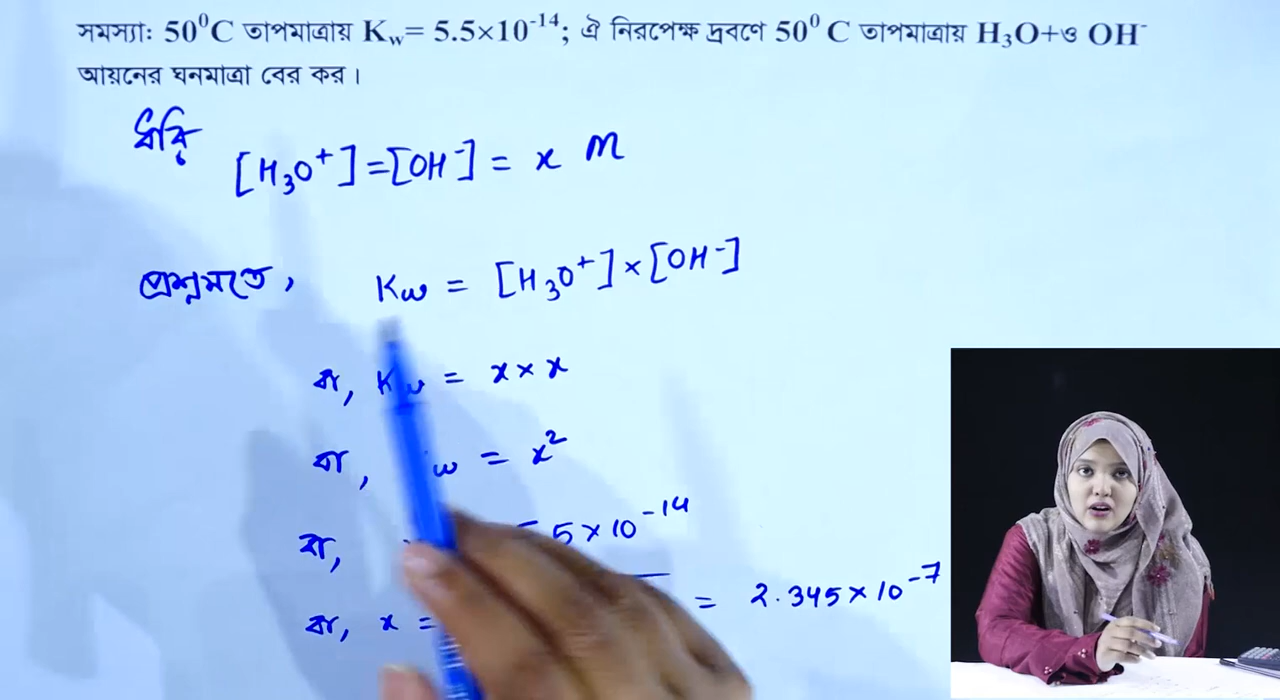 সমস্যাঃ 50⁰C তাপমাত্রায় Kw= 5.5×10⁻¹⁴; ঐ নিরপেক্ষ দ্রবণে 50⁰ C তাপমাত্রায় H₃O+ও OH⁻
আয়নের ঘনমাত্রা বের কর।
ধরি
[H₃O⁺]=[OH⁻] = x M
প্রশ্নমতে, Kw = [H₃O⁺]×[OH⁻]
বা, Kw = x × x
বা, w = x²
বা, 5×10⁻¹⁴
বা, x = = 2.345×10⁻⁷